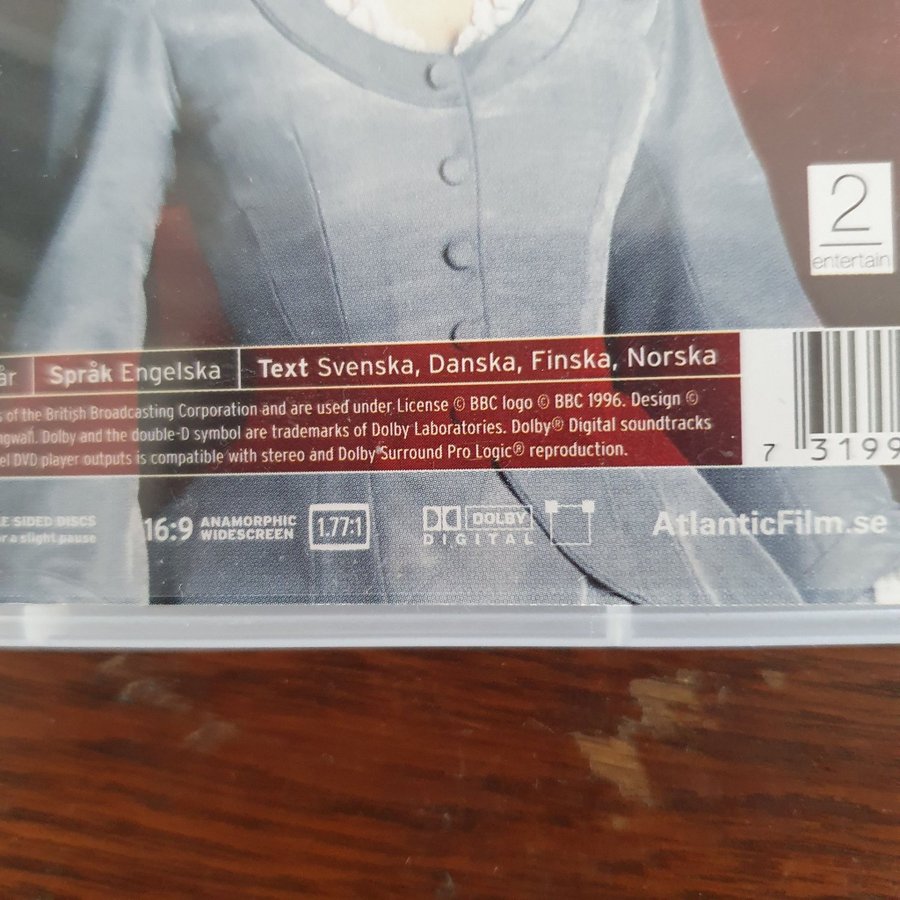 2
entertain
år Språk Engelska Text Svenska, Danska, Finska, Norska
of the British Broadcasting Corporation and are used under License © BBC logo © BBC 1996. Design ©
Dolby and the double-D symbol are trademarks of Dolby Laboratories. Dolby® Digital soundtracks
DVD player outputs is compatible with stereo and Dolby Surround Pro Logic® reproduction.
7 3199
SIDED DISCS
or a slight pause
16:9 ANAMORPHIC
WIDESCREEN
1.77:1
DOLBY
DIGITAL
AtlanticFilm.se